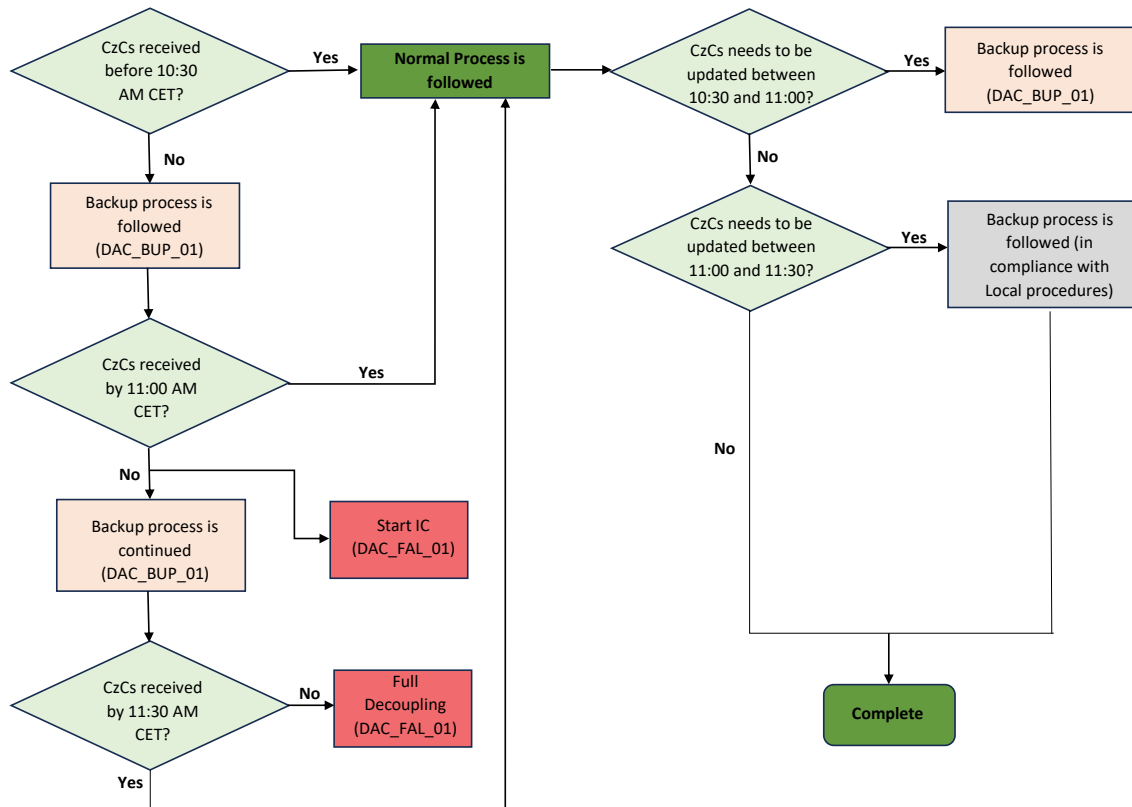 CzCs received
before 10:30
AM CET?
Yes
Normal Process is
followed
CzCs needs to be
updated between
10:30 and 11:00?
Yes
Backup process is
followed
(DAC_BUP_01)
No
Backup process is
followed
(DAC_BUP_01)
No
CzCs needs to be
updated between
11:00 and 11:30?
Yes
Backup process is
followed (in
compliance with
Local procedures)
CzCs received
by 11:00 AM
CET?
Yes
No
Backup process is
continued
(DAC_BUP_01)
Start IC
(DAC_FAL_01)
No
CzCs received
by 11:30 AM
CET?
No
Full
Decoupling
(DAC_FAL_01)
Complete
Yes